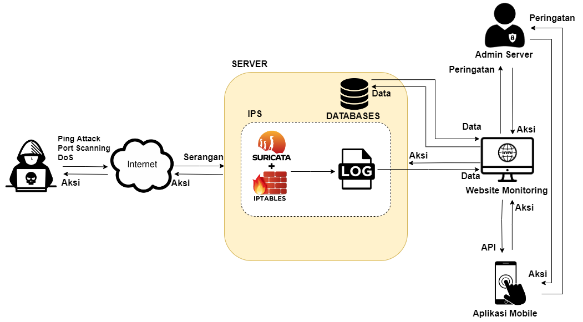 Peringatan
Admin Server
Peringatan
Aksi
SERVER
Data
DATABASES
IPS
Ping Attack
Port Scanning
DoS
Aksi
Internet
Serangan
Aksi
SURICATA
+
IPTABLES
LOG
Data
Aksi
Data
WWW
Website Monitoring
API
Aksi
Aksi
Aplikasi Mobile